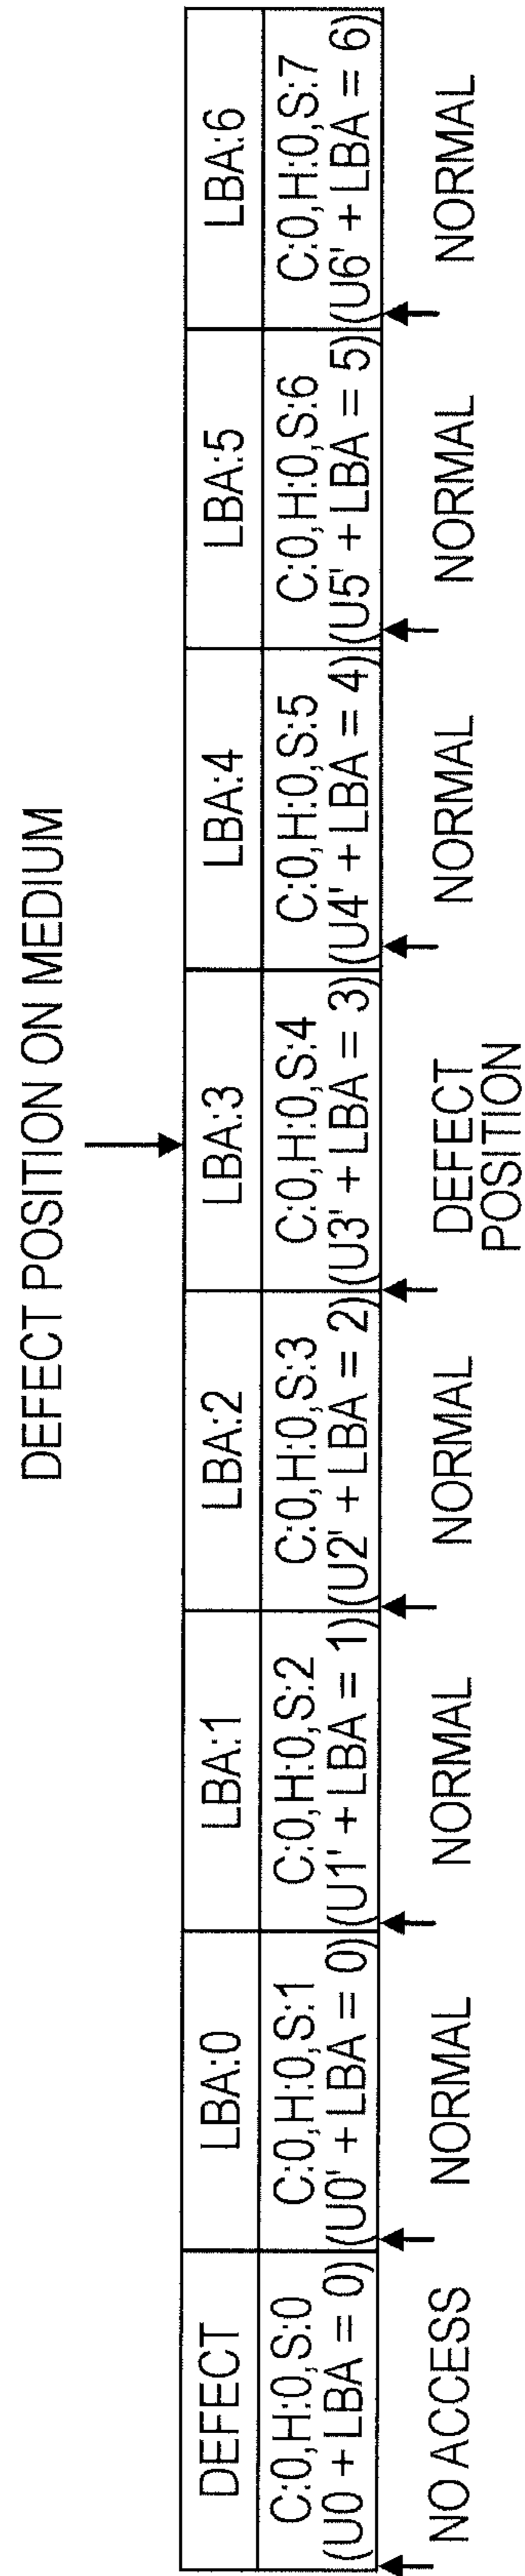 DEFECT POSITION ON MEDIUM
DEFECT
LBA:0
LBA:1
LBA:2
LBA:3
LBA:4
LBA:5
LBA:6
C:0,H:0,S:0
(U0 + LBA = 0)
C:0,H:0,S:1
(U0' + LBA = 0)
C:0,H:0,S:2
(U1' + LBA = 1)
C:0,H:0,S:3
(U2' + LBA = 2)
C:0,H:0,S:4
(U3' + LBA = 3)
C:0,H:0,S:5
(U4' + LBA = 4)
C:0,H:0,S:6
(U5' + LBA = 5)
C:0,H:0,S:7
(U6' + LBA = 6)
NO ACCESS
NORMAL
NORMAL
NORMAL
DEFECT
POSITION
NORMAL
NORMAL
NORMAL